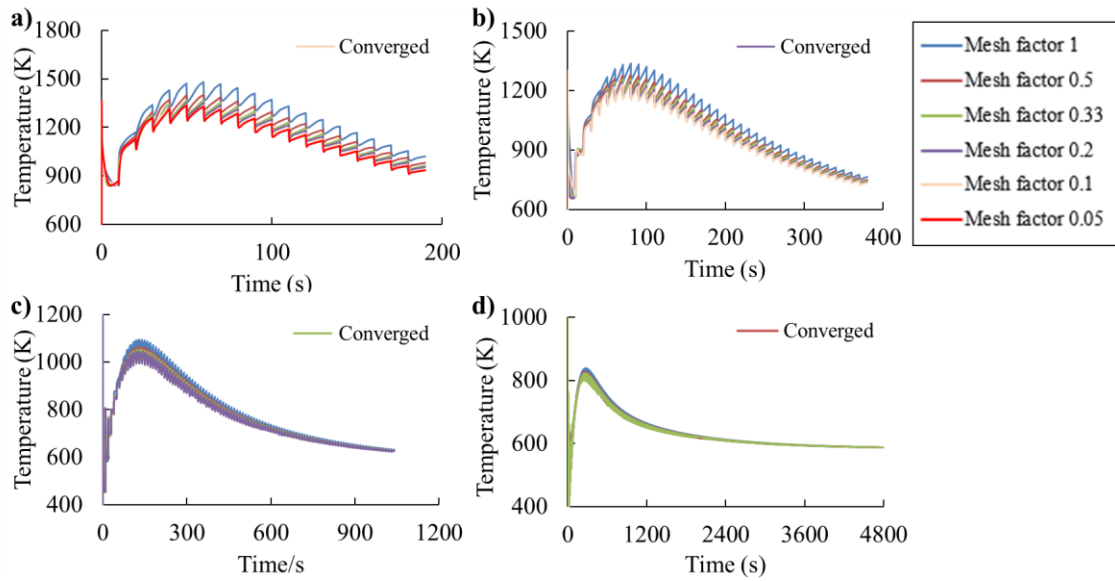 a)
1800
1500
1200
900
600
Temperature (K)
Converged
0
100
200
Time (s)
b)
1500
1200
900
600
Temperature (K)
Converged
0
100
200
300
400
Time (s)
Mesh factor 1
Mesh factor 0.5
Mesh factor 0.33
Mesh factor 0.2
Mesh factor 0.1
Mesh factor 0.05
c)
1200
1000
800
600
400
Temperature (K)
Converged
0
300
600
900
1200
Time/s
d)
1000
800
600
400
Temperature (K)
Converged
0
1200
2400
3600
4800
Time (s)